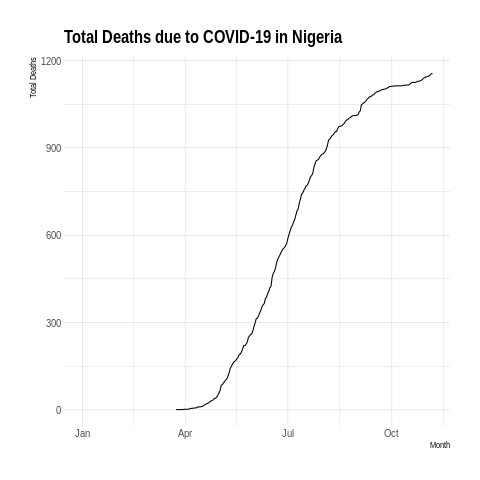 Total Deaths due to COVID-19 in Nigeria
Total Deaths
1200
900
600
300
0
Jan Apr Jul Oct
Month